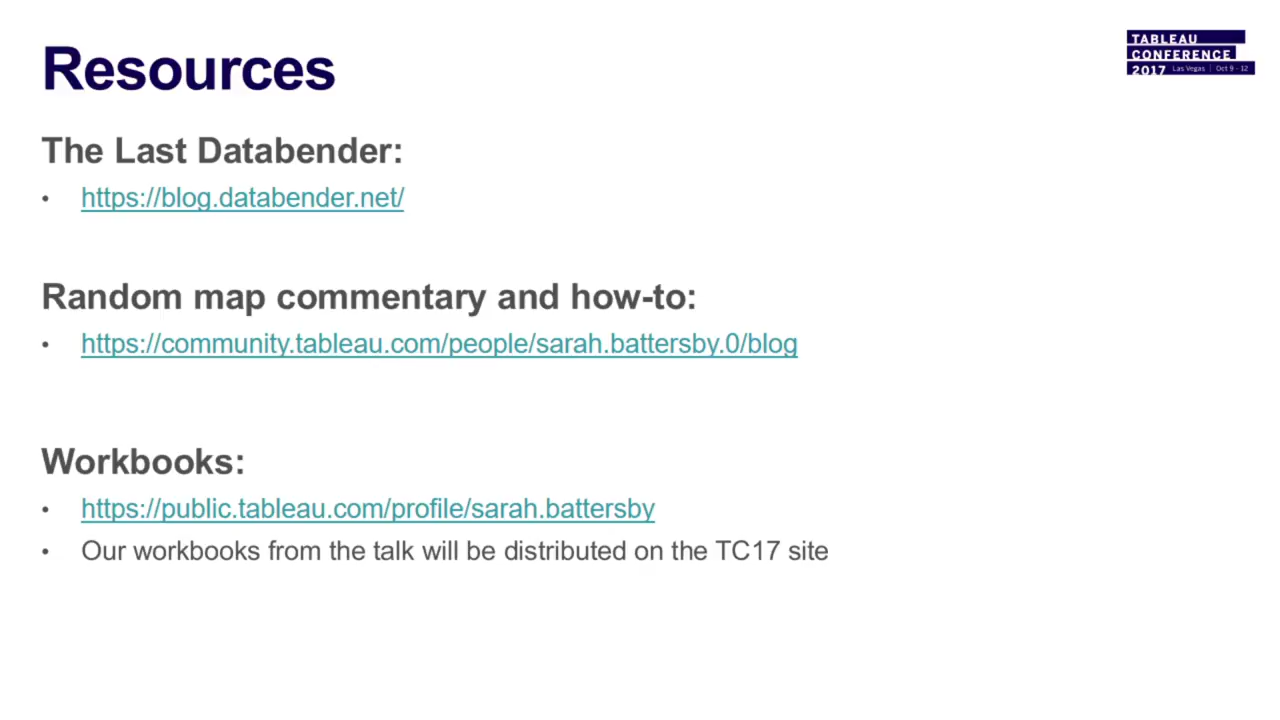 Resources
TABLEAU
CONFERENCE
2017 Las Vegas | Oct 9 - 12
The Last Databender:
• https://blog.databender.net/
Random map commentary and how-to:
• https://community.tableau.com/people/sarah.battersby.0/blog
Workbooks:
• https://public.tableau.com/profile/sarah.battersby
• Our workbooks from the talk will be distributed on the TC17 site